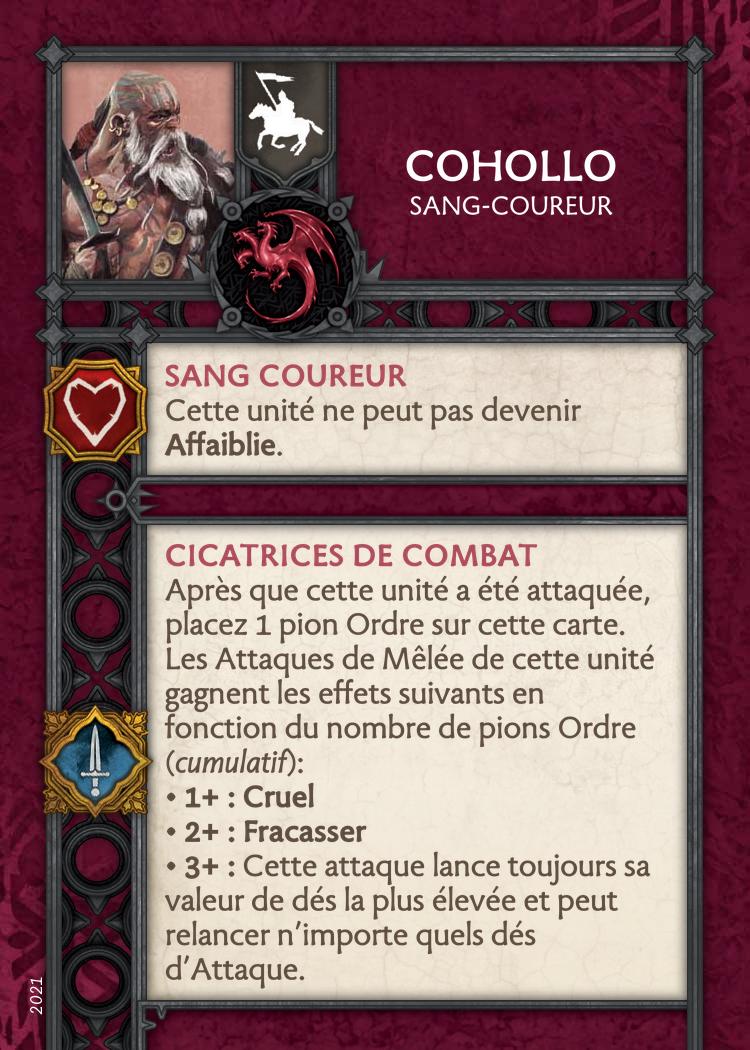 COHOLLO
SANG-COUREUR
SANG COUREUR
Cette unité ne peut pas devenir
Affaiblie.
CICATRICES DE COMBAT
Après que cette unité a été attaquée,
placez 1 pion Ordre sur cette carte.
Les Attaques de Mêlée de cette unité
gagnent les effets suivants en
fonction du nombre de pions Ordre
(cumulatif):
• 1+ : Cruel
• 2+ : Fracasser
• 3+ : Cette attaque lance toujours sa
valeur de dés la plus élevée et peut
relancer n'importe quels dés
d'Attaque.
2021